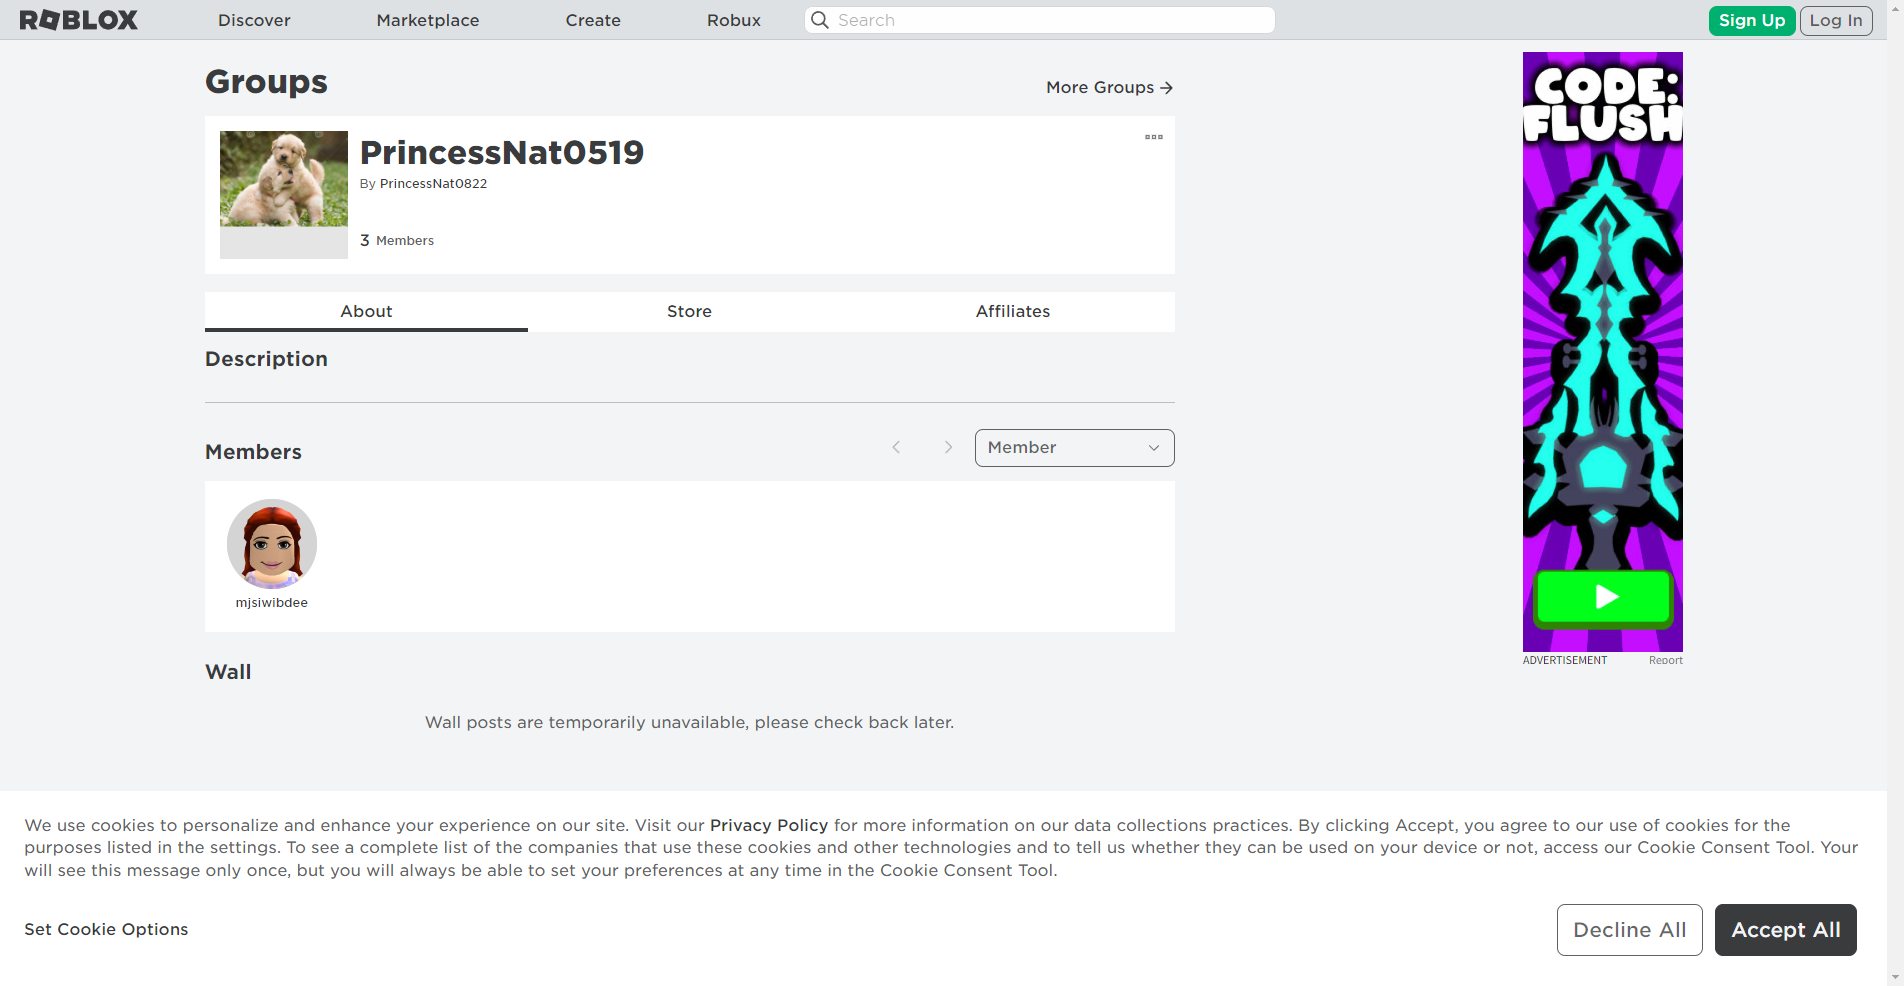 ROBLOX
Discover
Marketplace
Create
Robux
Search
Sign Up
Log In
Groups
More Groups
PrincessNat0519
By PrincessNat0822
3 Members
About
Store
Affiliates
Description
Members
Member
mjsiwibdee
Wall
Wall posts are temporarily unavailable, please check back later.
CODE:
FLUSH
ADVERTISEMENT
Report
We use cookies to personalize and enhance your experience on our site. Visit our Privacy Policy for more information on our data collections practices. By clicking Accept, you agree to our use of cookies for the
purposes listed in the settings. To see a complete list of the companies that use these cookies and other technologies and to tell us whether they can be used on your device or not, access our Cookie Consent Tool. Your
will see this message only once, but you will always be able to set your preferences at any time in the Cookie Consent Tool.
Set Cookie Options
Decline All
Accept All